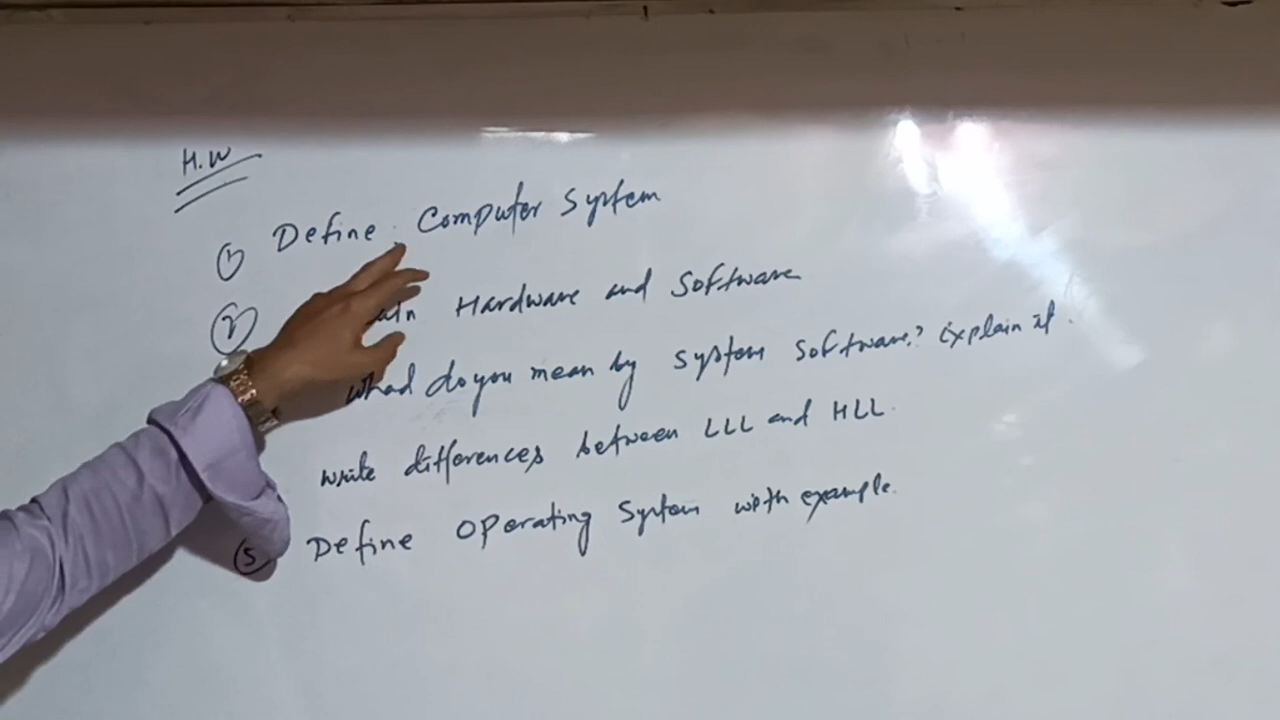 H.W
① Define Computer System
② Hardware and Software
what do you mean by system software? Explain it.
write differences between LLL and HLL.
⑤ Define Operating System with example.